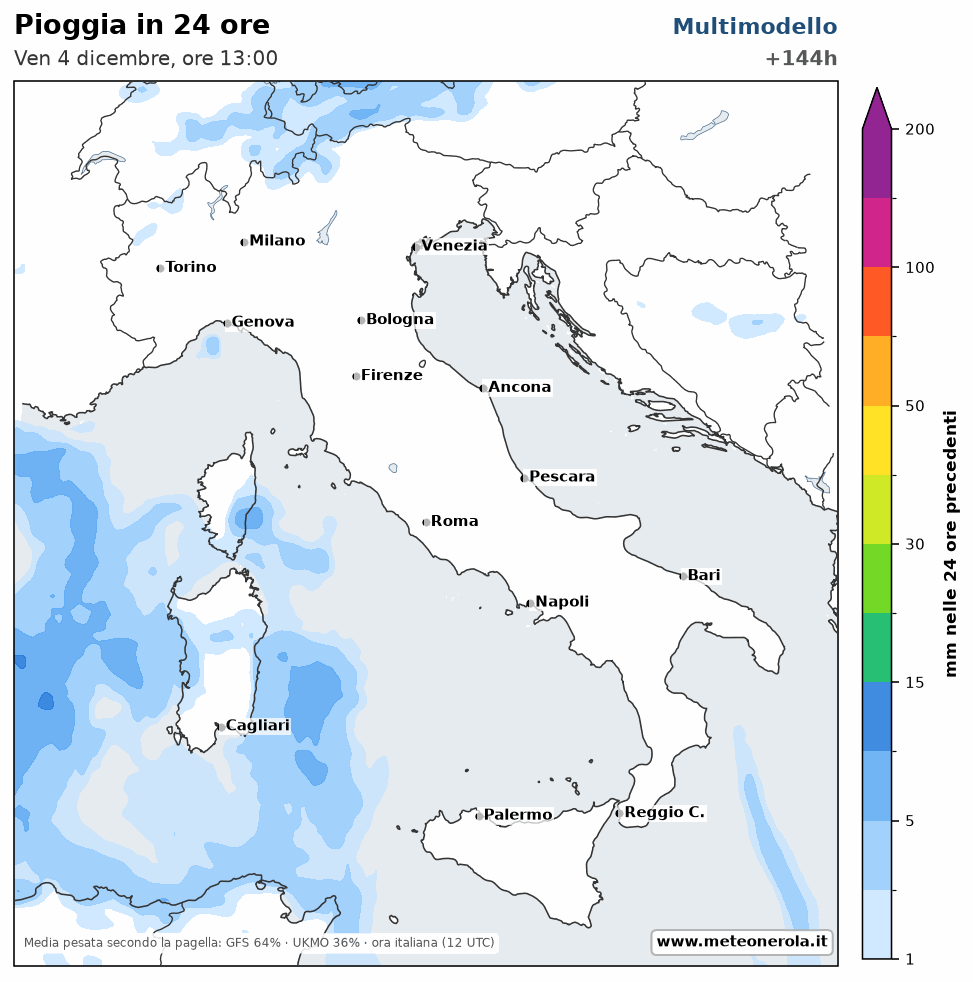 Pioggia in 24 ore
Multimodello
Ven 4 dicembre, ore 13:00
+144h
200
Milano
Venezia
Torino
100
Genova
Bologna
Firenze
Ancona
50
Pescara
Roma
30
Bari
Napoli
15
Cagliari
Palermo
Reggio C.
5
mm nelle 24 ore precedenti
Media pesata secondo la pagella: GFS 64% · UKMO 36% · ora italiana (12 UTC)
www.meteonerola.it
1